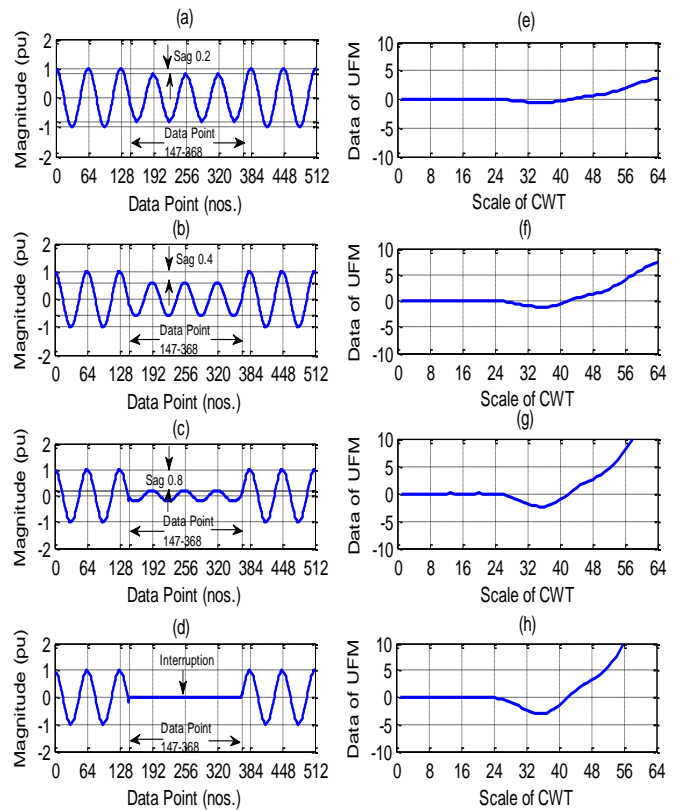 (a)
Magnitude (pu)
2
1
0
-1
-2
Sag 0.2
Data Point
147-368
0 64 128 192 256 320 384 448 512
Data Point (nos.)
(e)
Data of UFM
10
5
0
-5
-10
0 8 16 24 32 40 48 56 64
Scale of CWT
(b)
Magnitude (pu)
2
1
0
-1
2
Sag 0.4
Data Point
147-368
0 64 128 192 256 320 384 448 512
Data Point (nos.)
(f)
Data of UFM
10
5
0
-5
-10
0 8 16 24 32 40 48 56 64
Scale of CWT
(c)
Magnitude (pu)
2
1
0
-1
-2
Sag 0.8
Data Point
147-368
0 64 128 192 256 320 384 448 512
Data Point (nos.)
(g)
Data of UFM
10
5
0
-5
-10
0 8 16 24 32 40 48 56 64
Scale of CWT
(d)
Magnitude (pu)
2
1
0
-1
-2
Interruption
Data Point
147-368
0 64 128 192 256 320 384 448 512
Data Point (nos.)
(h)
Data of UFM
10
5
0
-5
-10
0 8 16 24 32 40 48 56 64
Scale of CWT